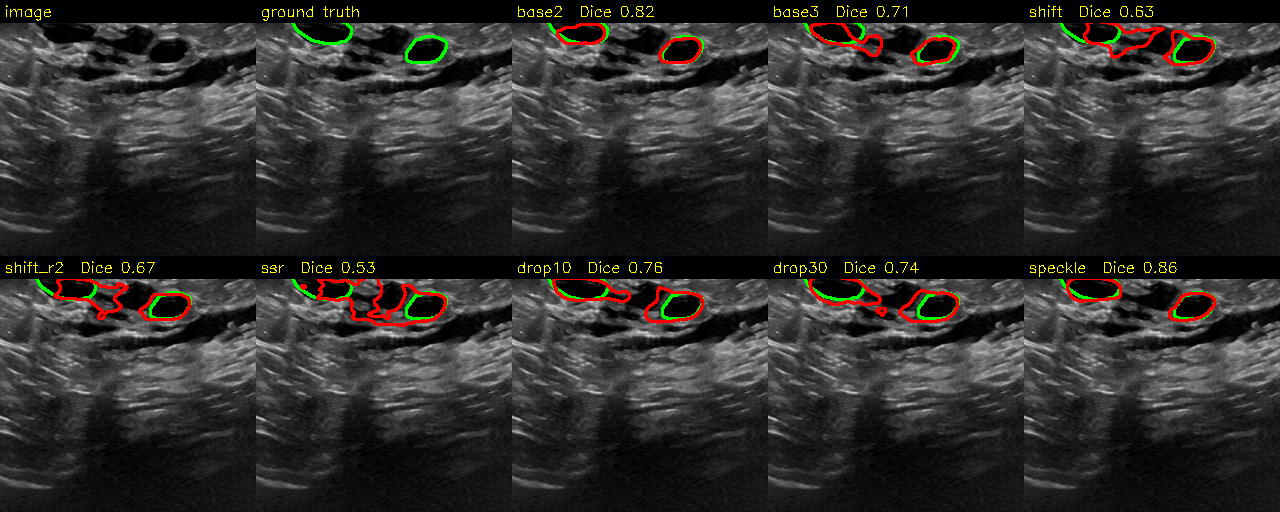 image
ground truth
base2 Dice 0.82
base3 Dice 0.71
shift Dice 0.63
shift_r2 Dice 0.67
ssr Dice 0.53
drop10 Dice 0.76
drop30 Dice 0.74
speckle Dice 0.86